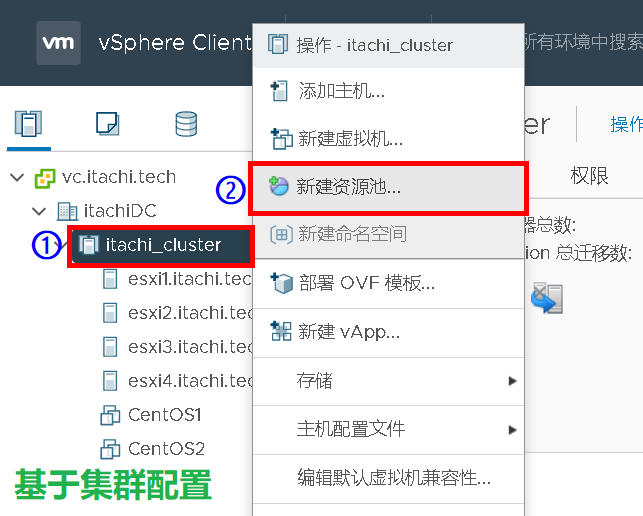 vm vSphere Client
操作 - itachi_cluster
所有环境中搜索
添加主机...
er
操作
新建虚拟机...
权限
vc.itachi.tech
② 新建资源池...
itachiDC
① itachi_cluster
新建命名空间
器总数:
ion 总迁移数:
esxi1.itachi.tec
部署 OVF 模板...
esxi2.itachi.tec
新建 vApp...
esxi3.itachi.tec
esxi4.itachi.tec
存储
CentOS1
主机配置文件
CentOS2
编辑默认虚拟机兼容性...
基于集群配置